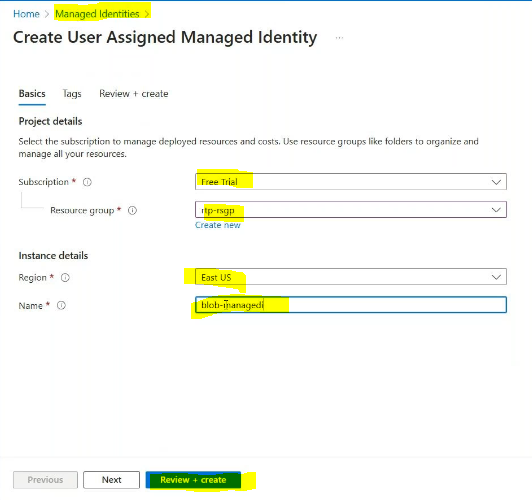 Home > Managed Identities >
Create User Assigned Managed Identity ...
Basics Tags Review + create
Project details
Select the subscription to manage deployed resources and costs. Use resource groups like folders to organize and
manage all your resources.
Subscription *
Free Trial
Resource group *
rtp-rsgp
Create new
Instance details
Region *
East US
Name *
blob-managedi
Previous Next Review + create